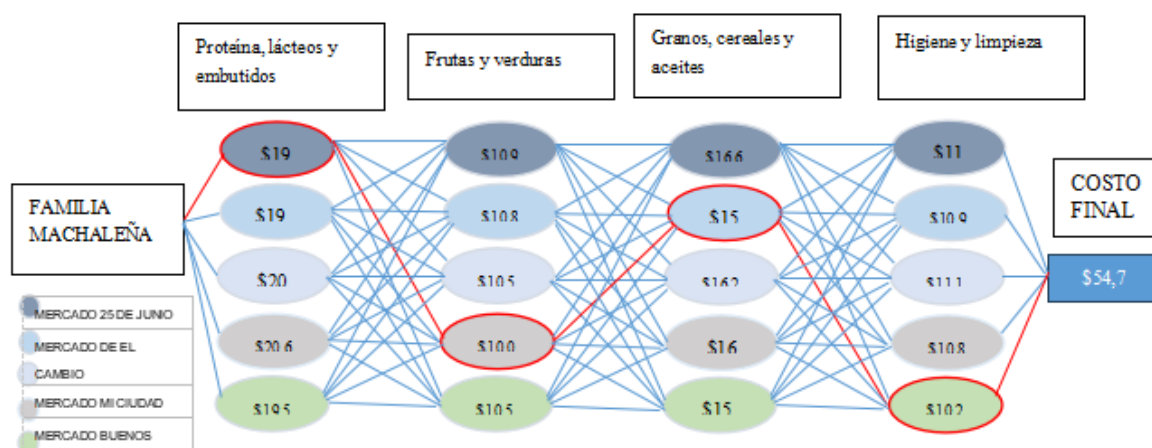 Proteína, lácteos y
embutidos
Frutas y verduras
Granos, cereales y
aceites
Higiene y limpieza
FAMILIA
MACHALEÑA
$19
$10.9
$16.6
$11
$19
$10.8
$15
$10.9
$20
$10.5
$16.2
$11.1
$20.6
$10.0
$16
$10.8
$19.5
$10.5
$15
$10.2
COSTO
FINAL
$54,7
MERCADO 25 DE JUNIO
MERCADO DE EL
CAMBIO
MERCADO MI CIUDAD
MERCADO BUENOS